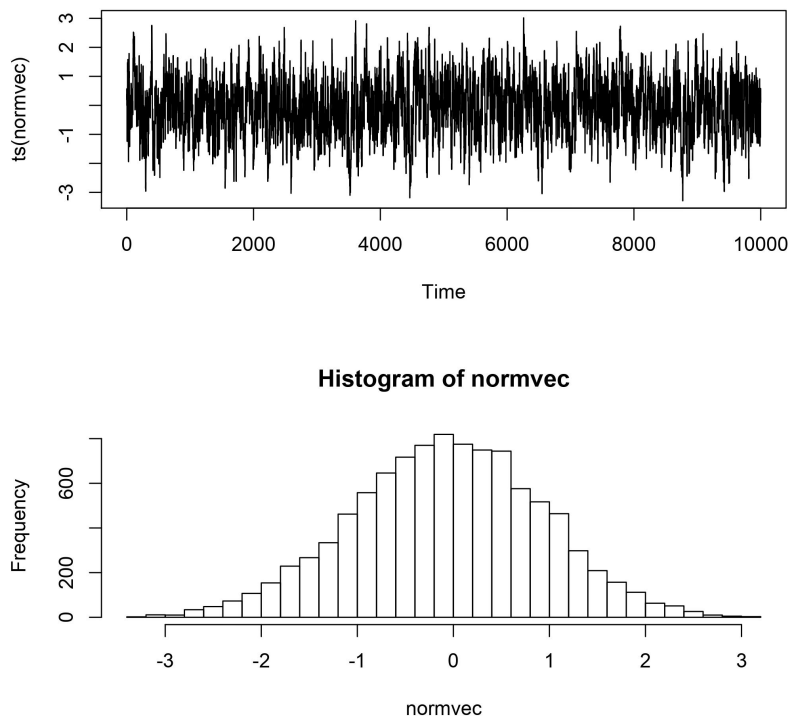 ts(normvec)
3
2
1
-1
-3
0 2000 4000 6000 8000 10000
Time
Histogram of normvec
Frequency
600
200
0
-3 -2 -1 0 1 2 3
normvec